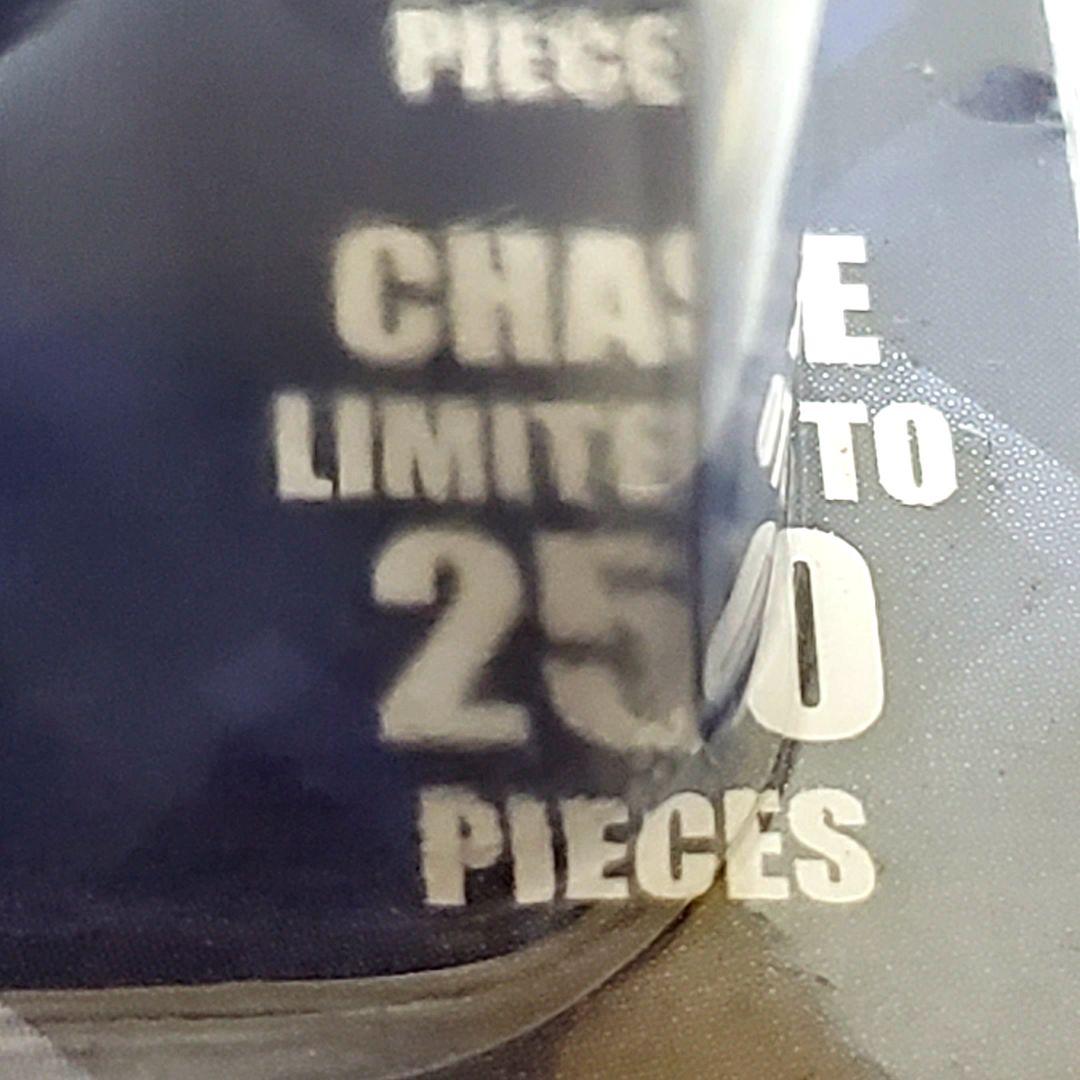 PIECE
CHASE
LIMITED TO
250
PIECES